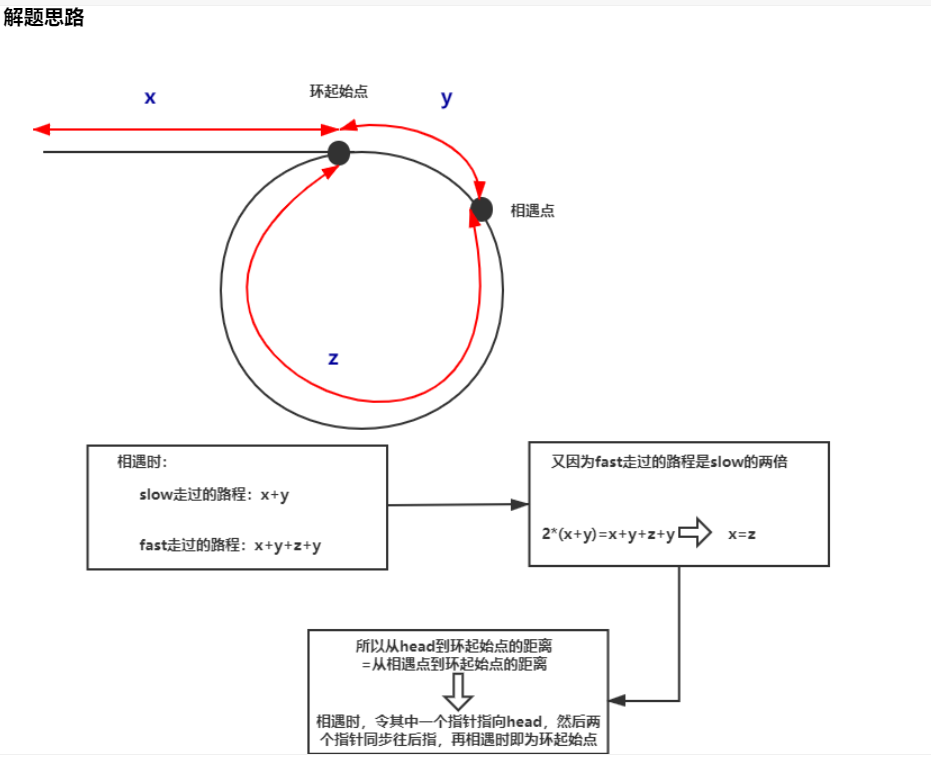 解题思路
x
环起始点
y
相遇点
z
相遇时：
slow走过的路程：x+y
fast走过的路程：x+y+z+y
又因为fast走过的路程是slow的两倍
2*(x+y)=x+y+z+y
x=z
所以从head到环起始点的距离
=从相遇点到环起始点的距离
相遇时，令其中一个指针指向head，然后两
个指针同步往后指，再相遇时即为环起始点